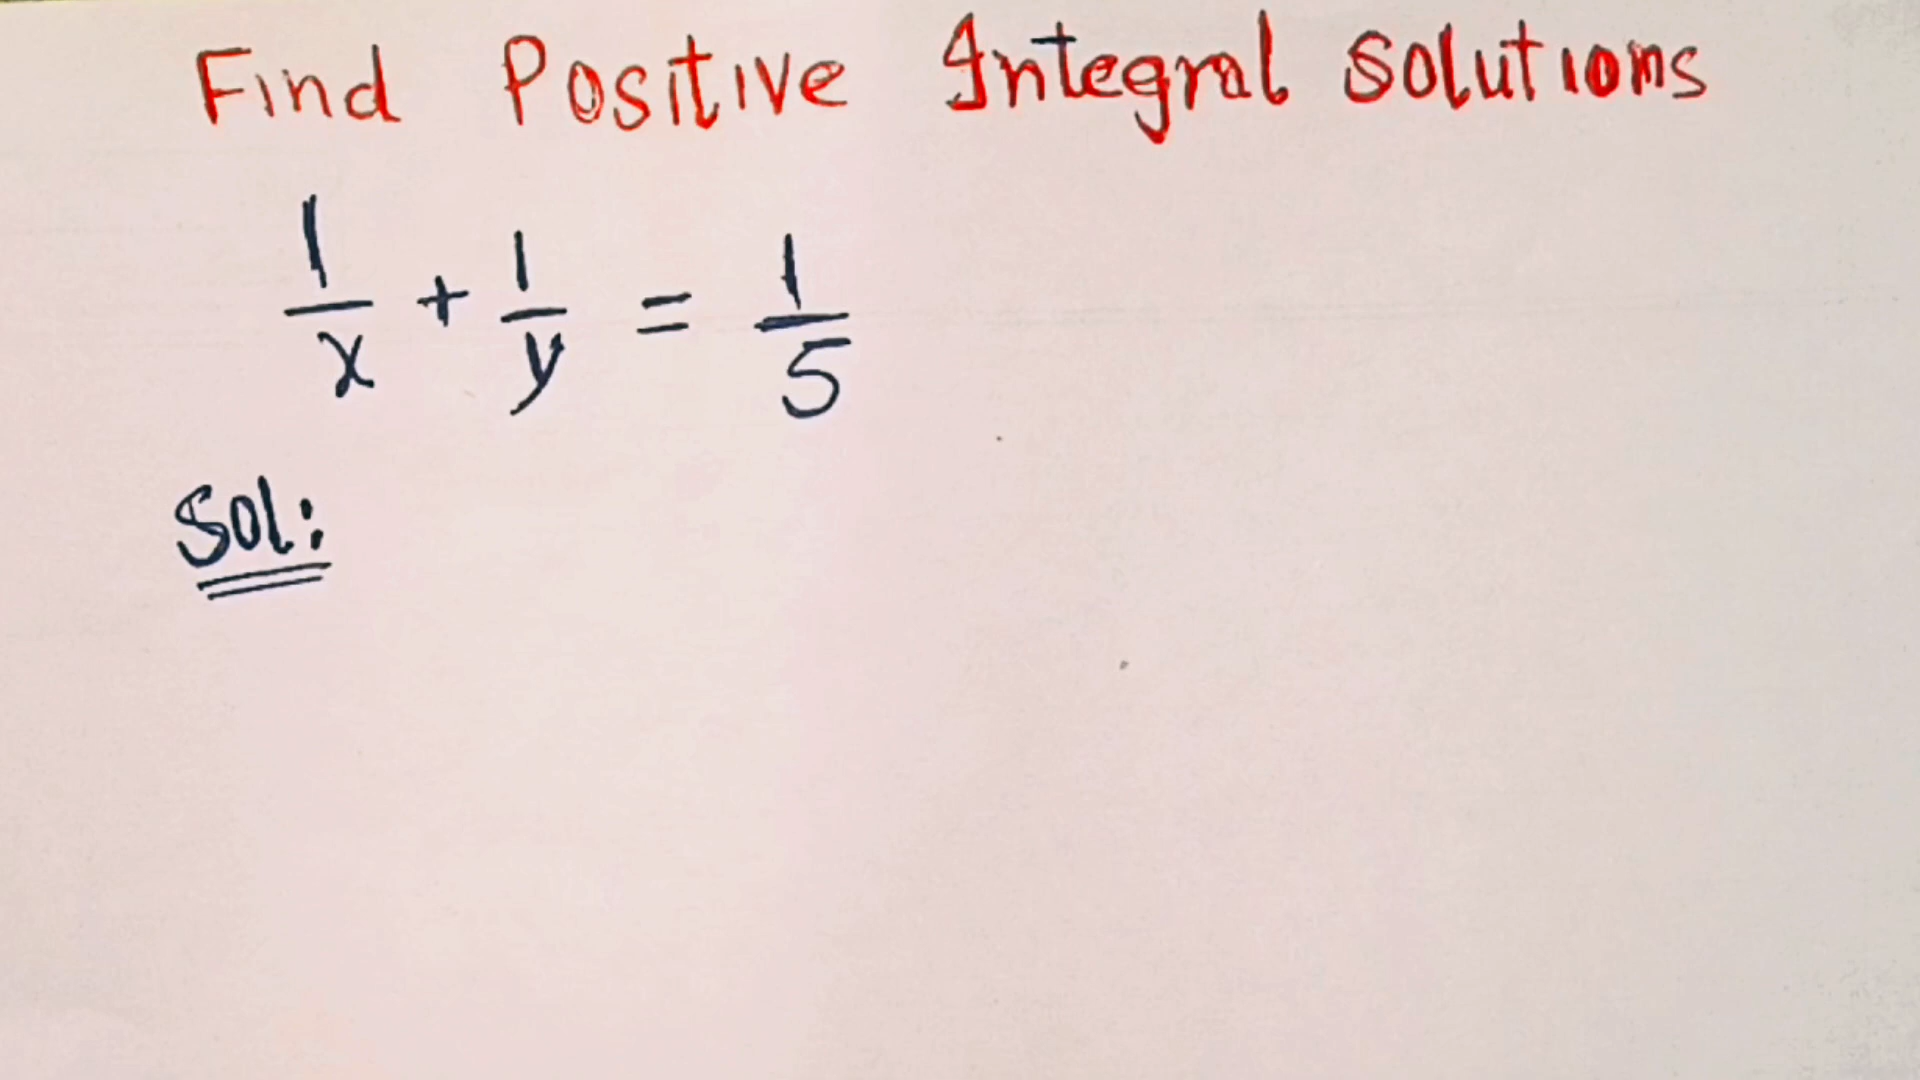 Find Positive Integral Solutions
1/x + 1/y = 1/5
Sol: